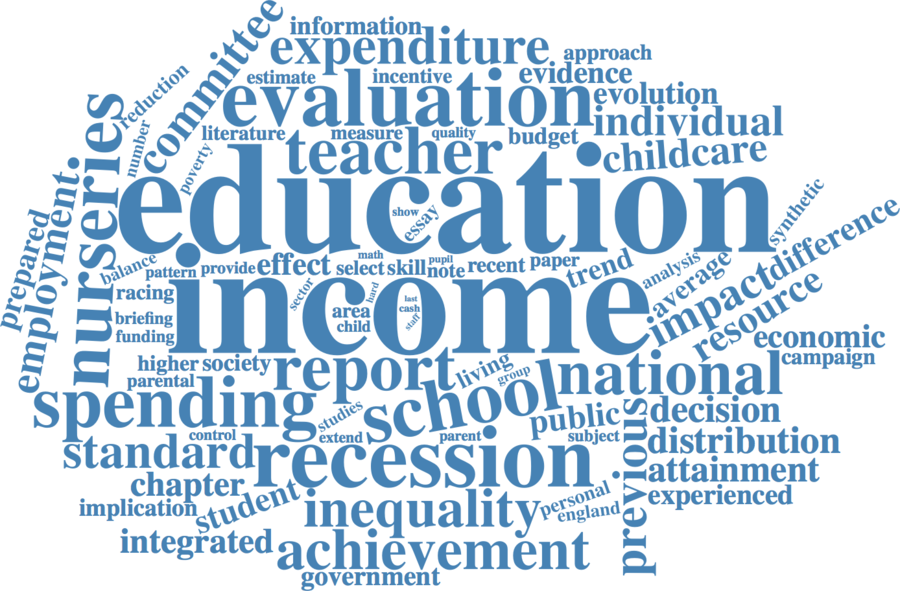 information
committee
expenditure
approach
reduction
estimate
incentive
evidence
evaluation
evolution
individual
nurseries
number
literature
measure
quality
budget
poverty
teacher
childcare
education
synthetic
show
essay
difference
prepared
employment
balance
pattern
provide
effect
math
select
skill
pupil
note
recent
paper
trend
analysis
average
impact
resource
racing
sector
hard
area
child
last
cash
staff
briefing
funding
income
economic
campaign
higher
society
report
living
group
national
parental
spending
school
public
decision
studies
control
extend
parent
subject
previous
distribution
standard
recession
attainment
chapter
student
experienced
implication
inequality
personal
england
integrated
achievement
government